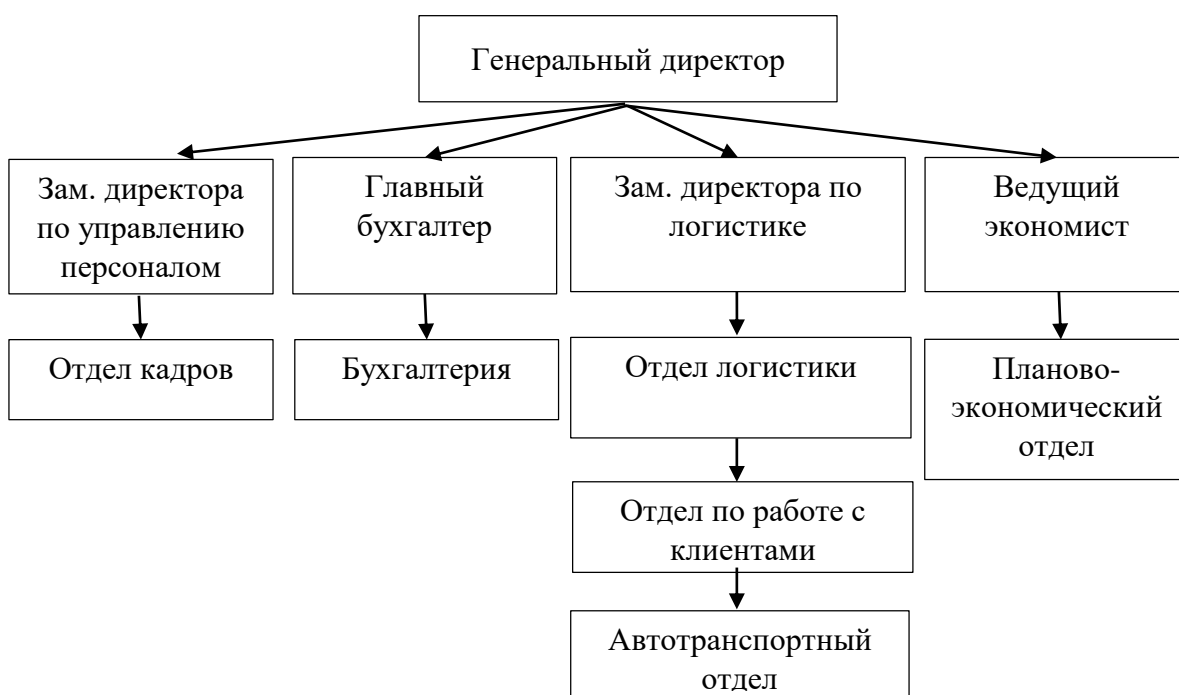 Генеральный директор
Зам. директора
по управлению
персоналом
Главный
бухгалтер
Зам. директора по
логистике
Ведущий
экономист
Отдел кадров
Бухгалтерия
Отдел логистики
Планово-
экономический
отдел
Отдел по работе с
клиентами
Автотранспортный
отдел